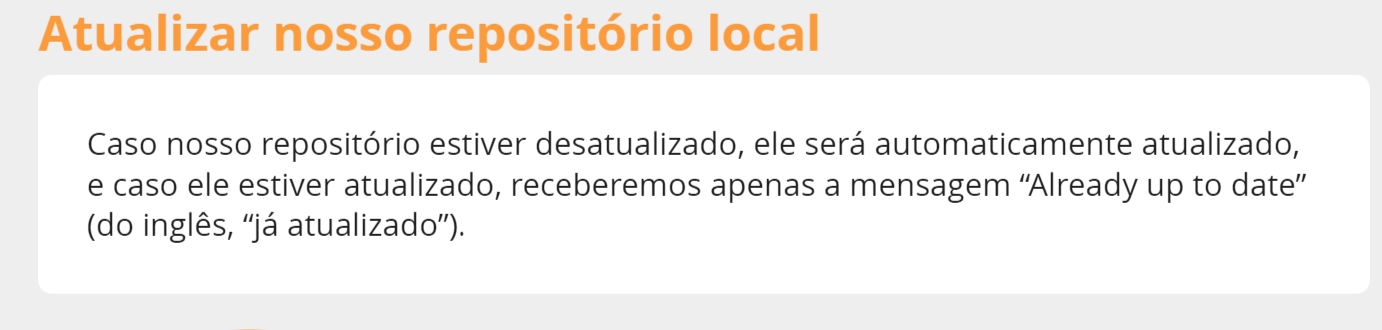 Atualizar nosso repositório local
Caso nosso repositório estiver desatualizado, ele será automaticamente atualizado,
e caso ele estiver atualizado, receberemos apenas a mensagem “Already up to date”
(do inglês, “já atualizado”).